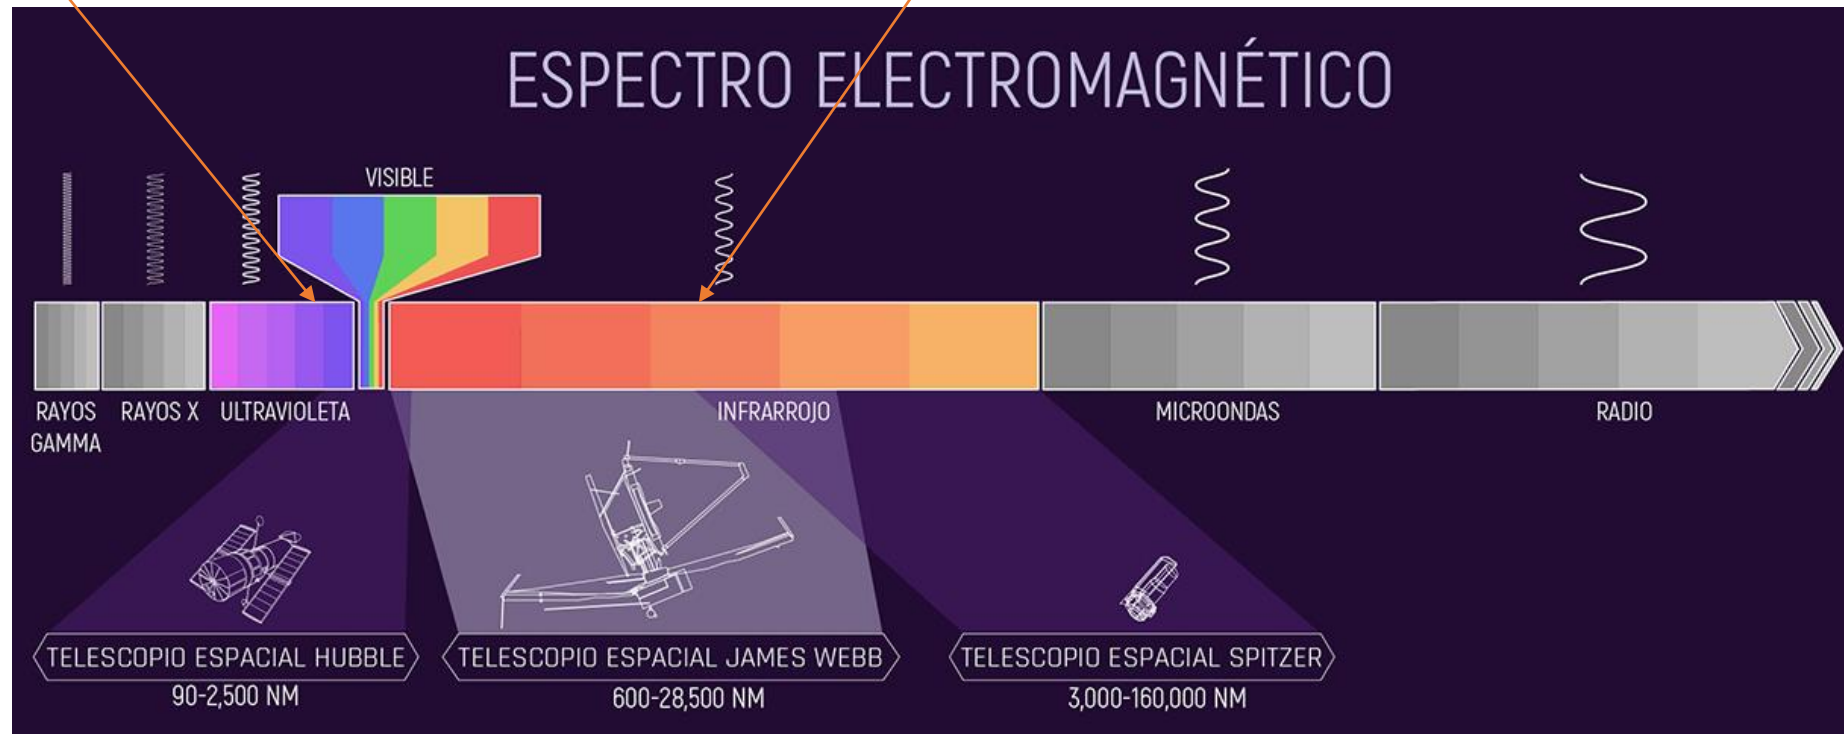 ESPECTRO ELECTROMAGNÉTICO
VISIBLE
RAYOS
GAMMA
RAYOS X
ULTRAVIOLETA
INFRARROJO
MICROONDAS
RADIO
TELESCOPIO ESPACIAL HUBBLE
90-2,500 NM
TELESCOPIO ESPACIAL JAMES WEBB
600-28,500 NM
TELESCOPIO ESPACIAL SPITZER
3,000-160,000 NM